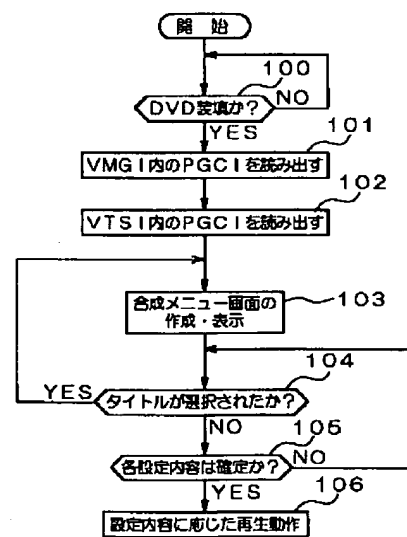 開始
100
DVD装填か?
NO
YES
101
VMGI内のPGCIを読み出す
102
VTSI内のPGCIを読み出す
合成メニュー画面の
作成・表示
103
104
YES
タイトルが選択されたか?
NO
105
各設定内容は確定か?
NO
YES
106
設定内容に応じた再生動作